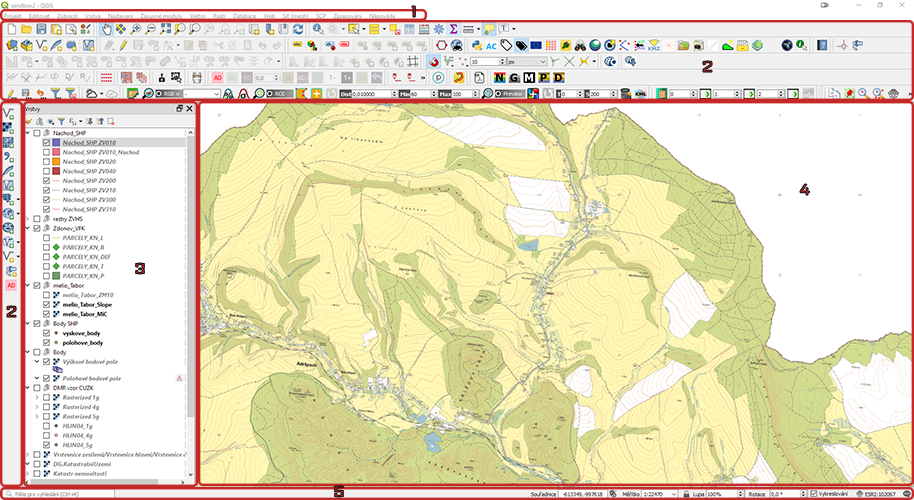 sandbox2 - QGIS
1
Projekt Editovat Zobrazit Vrstva Nastavení Zásuvné moduly Vektor Rastr Databáze Web Síť (mesh) SCP Zpracování Nápověda
2
10 px
AD 0,0
N G M P D
RGB = ROI Dist 0,010000 Min 60 Max 100 Preview T 0 S 200 KML 0 1 2
Vrstvy
Nachod_SHP
Nachod_SHP ZV010
Nachod_SHP ZV010_Nachod
Nachod_SHP ZV020
Nachod_SHP ZV040
Nachod_SHP ZV200
Nachod_SHP ZV210
Nachod_SHP ZV300
Nachod_SHP ZV310
rastry ZVHS
Zdonov_VFK
PARCELY_KN_L
PARCELY_KN_B
PARCELY_KN_DEF
PARCELY_KN_T
PARCELY_KN_P
melio_Tabor
melio_Tabor_ZM10
melio_Tabor_Slope
melio_Tabor_MiC
Body SHP
vyskove_body
polohove_body
Body
Výškové bodové pole
Polohové bodové pole
DMR vzor CUZK
Rasterized 1g
Rasterized 4g
Rasterized 5g
HLIN04_1g
HLIN04_4g
HLIN04_5g
Vrstevnice zesílená/Vrstevnice hlavní/Vrstevnice
DG.KatastralniUzemi
Katastr nemovitostí
2
3
4
Adršpach
5
Pište pro vyhledání (Ctrl+K) Souřadnice -613349,-997618 Měřítko 1:22470 Lupa 100% Rotace 0,0 ° Vykreslování ESRI:102067